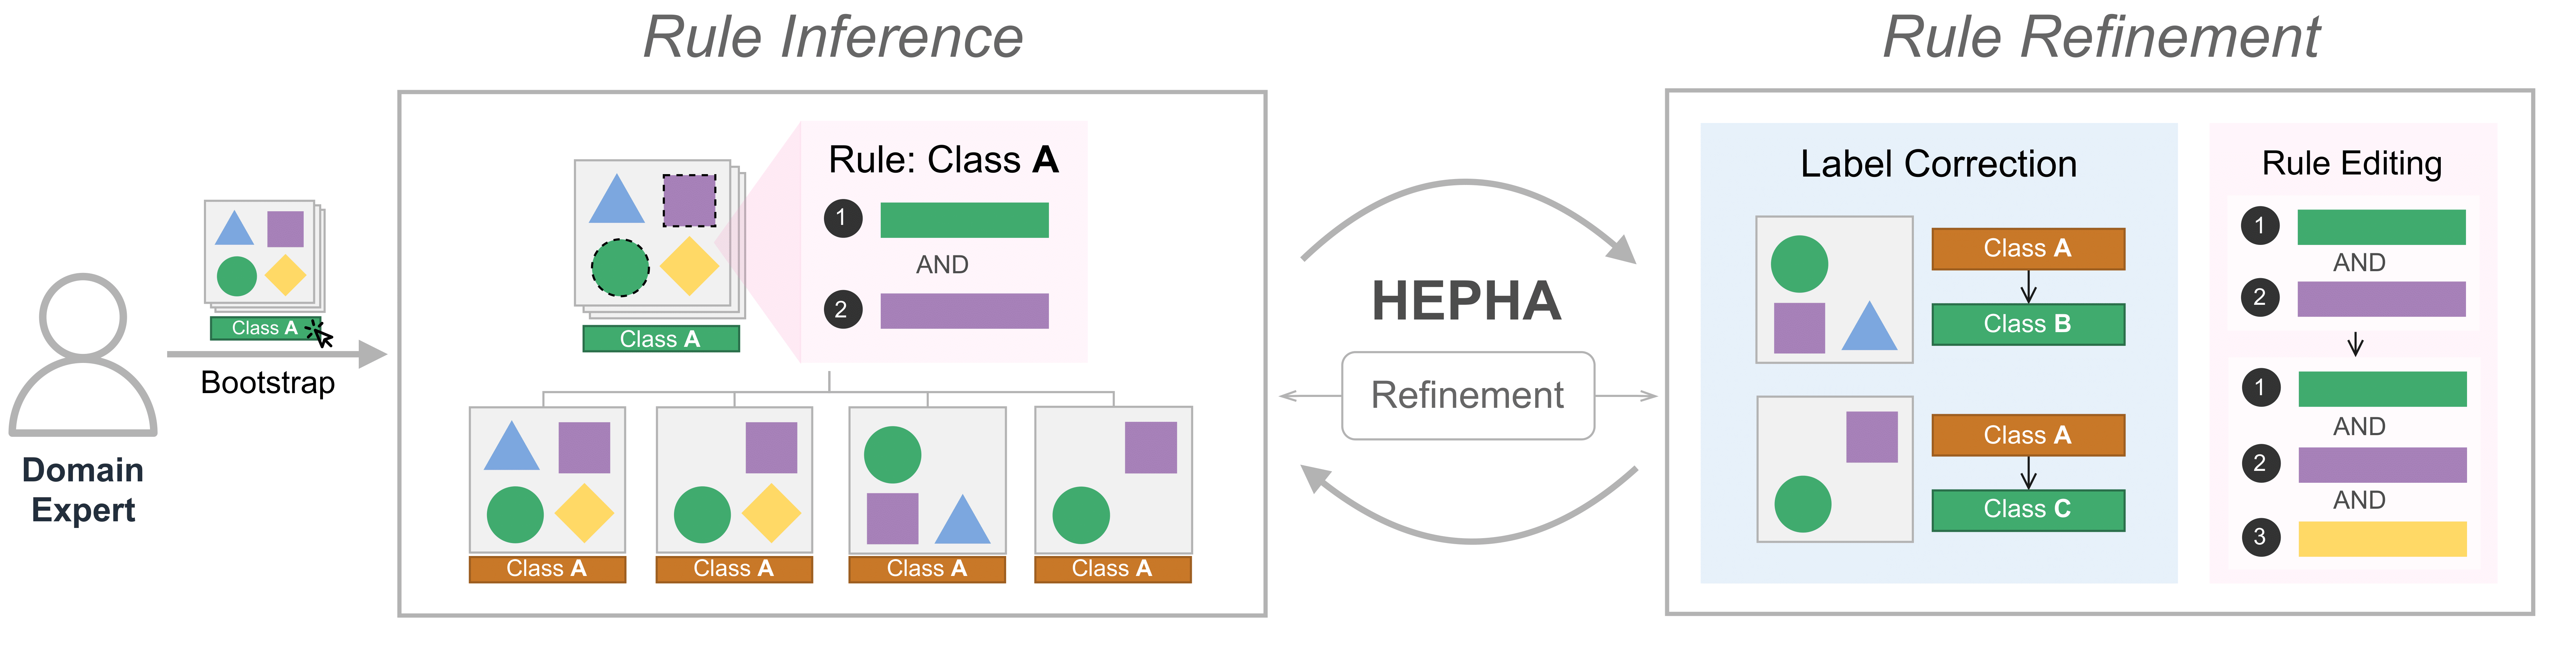 Rule Inference
Rule Refinement
Class A
Bootstrap
Domain
Expert
Rule: Class A
1
AND
2
Class A
Class A
Class A
Class A
Class A
HEPHA
Refinement
Label Correction
Class A
Class B
Class A
Class C
Rule Editing
1
AND
2
1
AND
2
AND
3